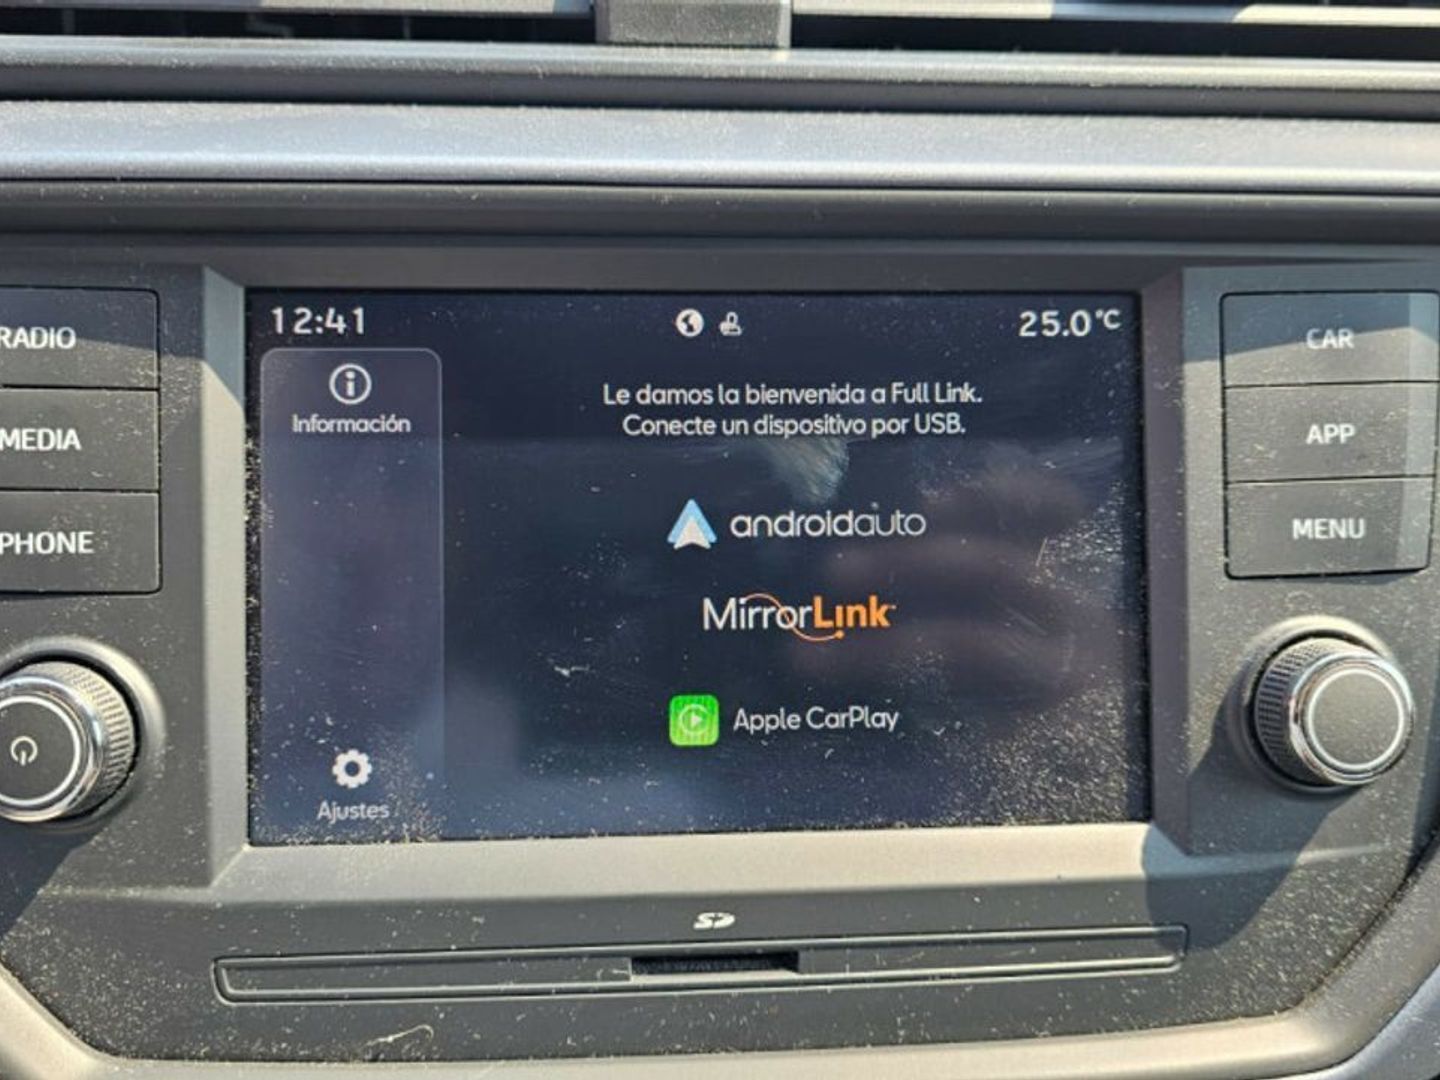 12:41
25.0°C
RADIO
MEDIA
PHONE
Información
Ajustes
Le damos la bienvenida a Full Link.
Conecte un dispositivo por USB.
androidauto
MirrorLink™
Apple CarPlay
CAR
APP
MENU
SD